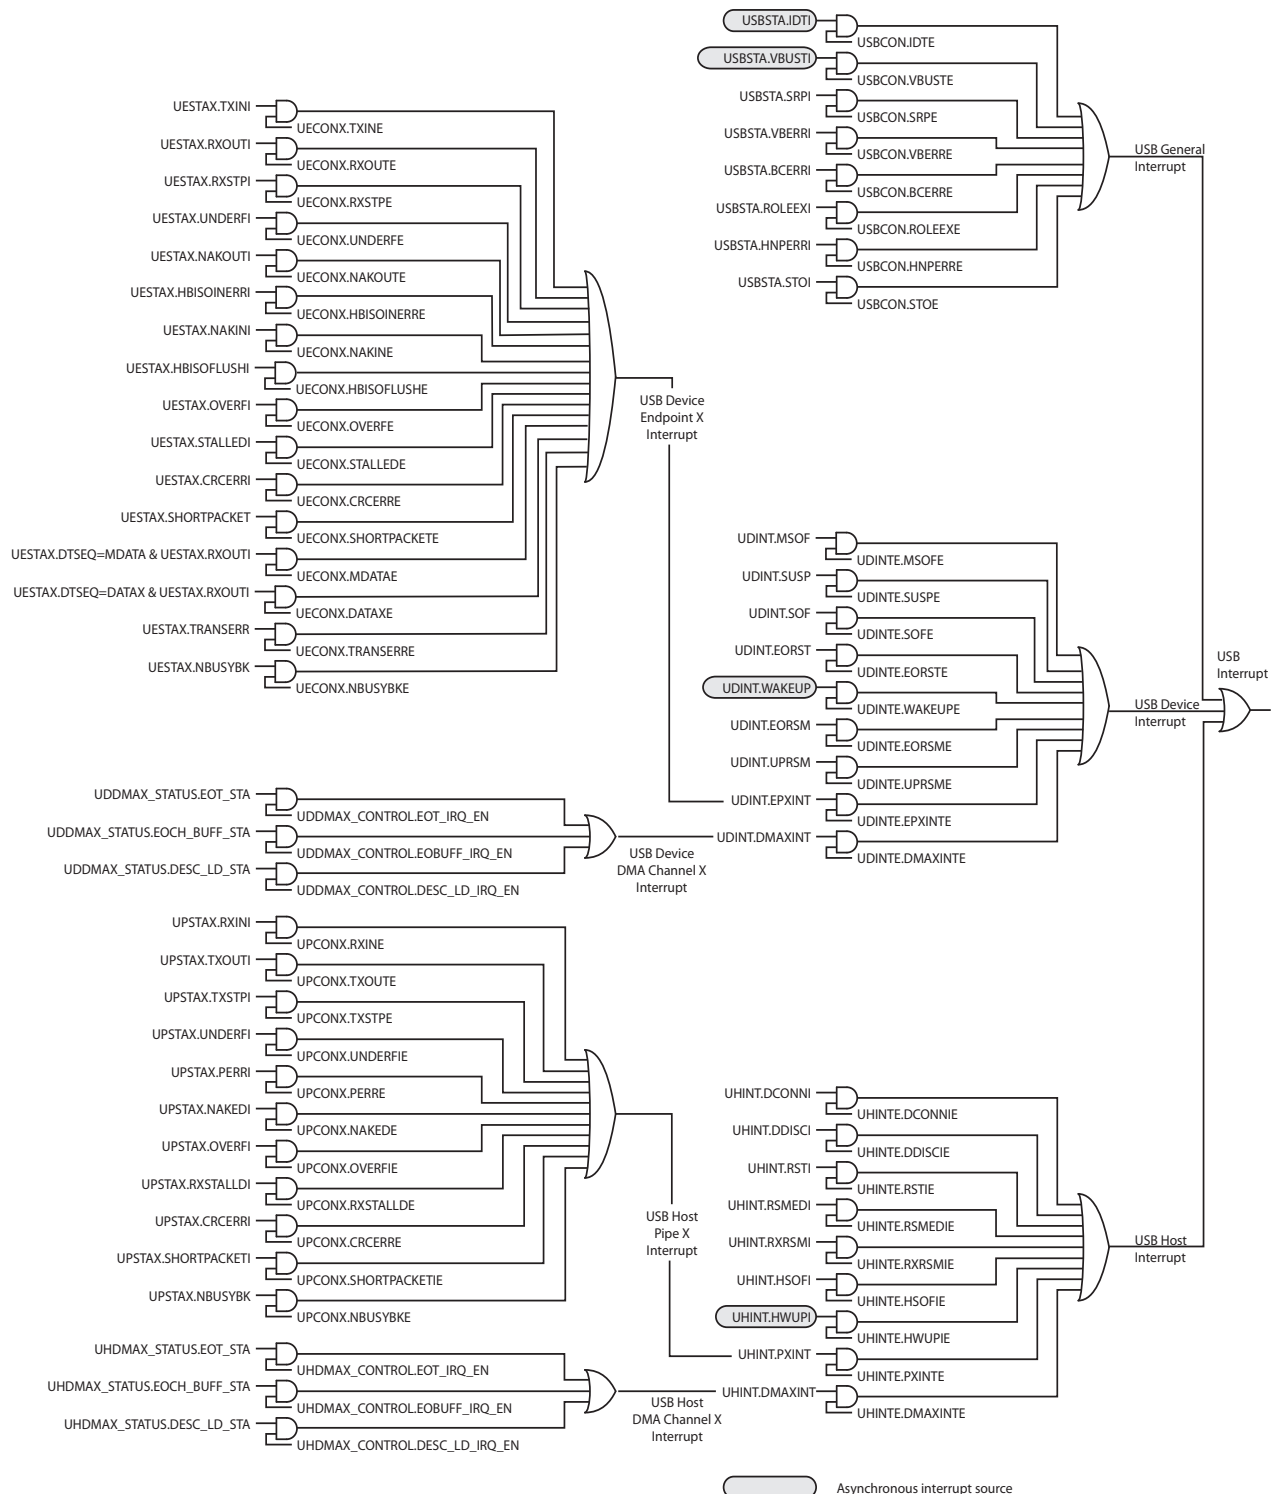 USBSTA.IDTI
USBCON.IDTE
USBSTA.VBUSTI
USBCON.VBUSTE
USBSTA.SRPI
USBCON.SRPE
USBSTA.VBERRI
USBCON.VBERRE
USBSTA.BCERRI
USBCON.BCERRE
USBSTA.ROLEEXI
USBCON.ROLEEXE
USBSTA.HNPERRI
USBCON.HNPERRE
USBSTA.STOI
USBCON.STOE
USB General
Interrupt
UESTAX.TXINI
UECONX.TXINE
UESTAX.RXOUTI
UECONX.RXOUTE
UESTAX.RXSTPI
UECONX.RXSTPE
UESTAX.UNDERFI
UECONX.UNDERFE
UESTAX.NAKOUTI
UECONX.NAKOUTE
UESTAX.HBISOINERRI
UECONX.HBISOINERRE
UESTAX.NAKINI
UECONX.NAKINE
UESTAX.HBISOFLUSHI
UECONX.HBISOFLUSHE
UESTAX.OVERFI
UECONX.OVERFE
UESTAX.STALLEDI
UECONX.STALLEDE
UESTAX.CRCERRI
UECONX.CRCERRE
UESTAX.SHORTPACKET
UECONX.SHORTPACKETE
UESTAX.DTSEQ=MDATA & UESTAX.RXOUTI
UECONX.MDATAE
UESTAX.DTSEQ=DATAX & UESTAX.RXOUTI
UECONX.DATAXE
UESTAX.TRANSERR
UECONX.TRANSERRE
UESTAX.NBUSYBK
UECONX.NBUSYBKE
USB Device
Endpoint X
Interrupt
UDINT.MSOF
UDINTE.MSOFE
UDINT.SUSP
UDINTE.SUSPE
UDINT.SOF
UDINTE.SOFE
UDINT.EORST
UDINTE.EORSTE
UDINT.WAKEUP
UDINTE.WAKEUPE
UDINT.EORSM
UDINTE.EORSME
UDINT.UPRSM
UDINTE.UPRSME
UDINT.EPXINT
UDINTE.EPXINTE
UDINT.DMAXINT
UDINTE.DMAXINTE
USB Device
Interrupt
USB
Interrupt
UDDMAX_STATUS.EOT_STA
UDDMAX_CONTROL.EOT_IRQ_EN
UDDMAX_STATUS.EOCH_BUFF_STA
UDDMAX_CONTROL.EOBUFF_IRQ_EN
UDDMAX_STATUS.DESC_LD_STA
UDDMAX_CONTROL.DESC_LD_IRQ_EN
USB Device
DMA Channel X
Interrupt
UPSTAX.RXINI
UPCONX.RXINE
UPSTAX.TXOUTI
UPCONX.TXOUTE
UPSTAX.TXSTPI
UPCONX.TXSTPE
UPSTAX.UNDERFI
UPCONX.UNDERFIE
UPSTAX.PERRI
UPCONX.PERRE
UPSTAX.NAKEDI
UPCONX.NAKEDE
UPSTAX.OVERFI
UPCONX.OVERFIE
UPSTAX.RXSTALLDI
UPCONX.RXSTALLDE
UPSTAX.CRCERRI
UPCONX.CRCERRE
UPSTAX.SHORTPACKETI
UPCONX.SHORTPACKETIE
UPSTAX.NBUSYBK
UPCONX.NBUSYBKE
USB Host
Pipe X
Interrupt
UHINT.DCONNI
UHINTE.DCONNIE
UHINT.DDISCI
UHINTE.DDISCIE
UHINT.RSTI
UHINTE.RSTIE
UHINT.RSMEDI
UHINTE.RSMEDIE
UHINT.RXRSMI
UHINTE.RXRSMIE
UHINT.HSOFI
UHINTE.HSOFIE
UHINT.HWUPI
UHINTE.HWUPIE
UHINT.PXINT
UHINTE.PXINTE
UHINT.DMAXINT
UHINTE.DMAXINTE
USB Host
Interrupt
UHDMAX_STATUS.EOT_STA
UHDMAX_CONTROL.EOT_IRQ_EN
UHDMAX_STATUS.EOCH_BUFF_STA
UHDMAX_CONTROL.EOBUFF_IRQ_EN
UHDMAX_STATUS.DESC_LD_STA
UHDMAX_CONTROL.DESC_LD_IRQ_EN
USB Host
DMA Channel X
Interrupt
Asynchronous interrupt source